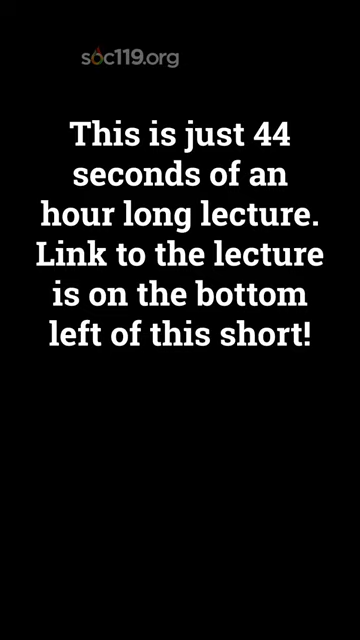 soc119.org
This is just 44
seconds of an
hour long lecture.
Link to the lecture
is on the bottom
left of this short!